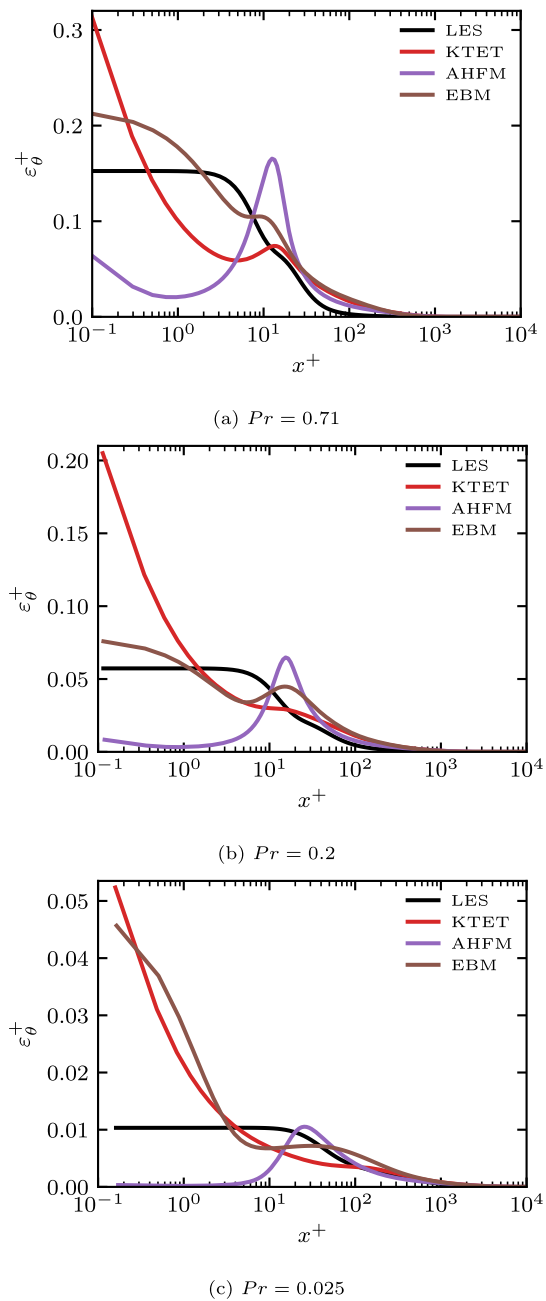 0.3
0.2
0.1
0.0
ε_θ^+
LES
KTET
AHFM
EBM
10^−1 10^0 10^1 10^2 10^3 10^4
x^+
(a) Pr = 0.71
0.20
0.15
0.10
0.05
0.00
ε_θ^+
LES
KTET
AHFM
EBM
10^−1 10^0 10^1 10^2 10^3 10^4
x^+
(b) Pr = 0.2
0.05
0.04
0.03
0.02
0.01
0.00
ε_θ^+
LES
KTET
AHFM
EBM
10^−1 10^0 10^1 10^2 10^3 10^4
x^+
(c) Pr = 0.025